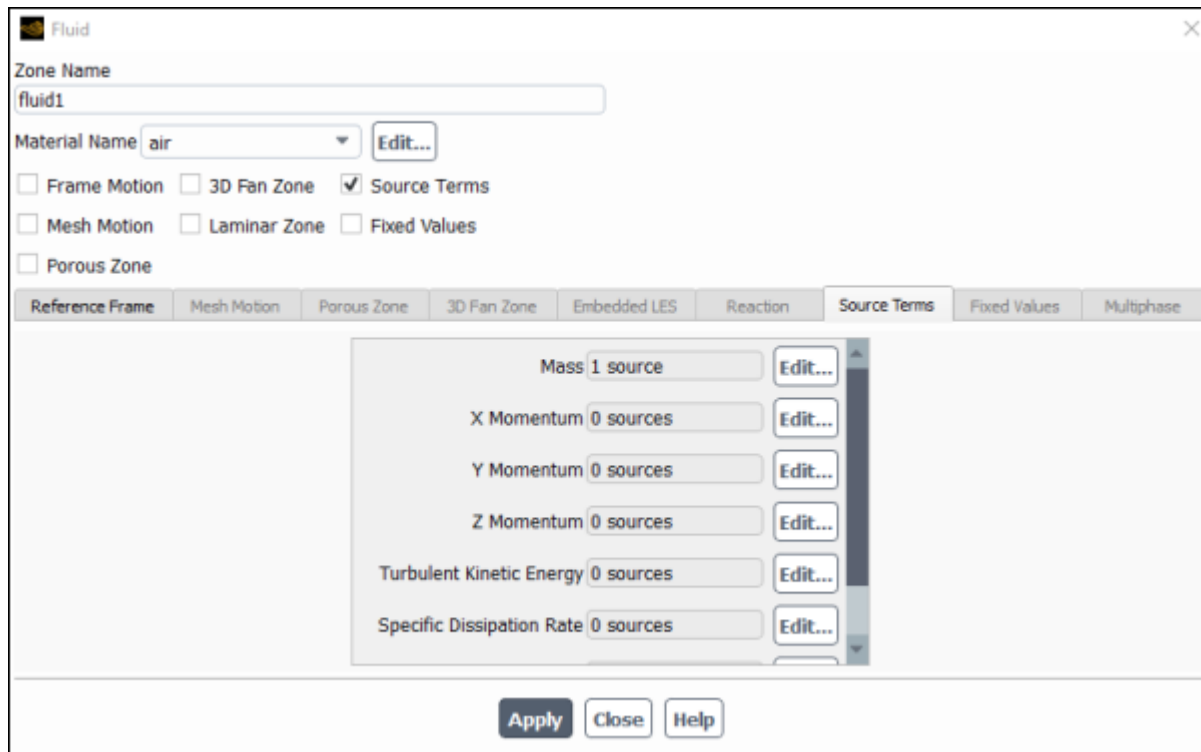 Fluid
Zone Name
fluid1
Material Name air Edit...
Frame Motion 3D Fan Zone Source Terms
Mesh Motion Laminar Zone Fixed Values
Porous Zone
Reference Frame Mesh Motion Porous Zone 3D Fan Zone Embedded LES Reaction Source Terms Fixed Values Multiphase
Mass 1 source Edit...
X Momentum 0 sources Edit...
Y Momentum 0 sources Edit...
Z Momentum 0 sources Edit...
Turbulent Kinetic Energy 0 sources Edit...
Specific Dissipation Rate 0 sources Edit...
Apply Close Help